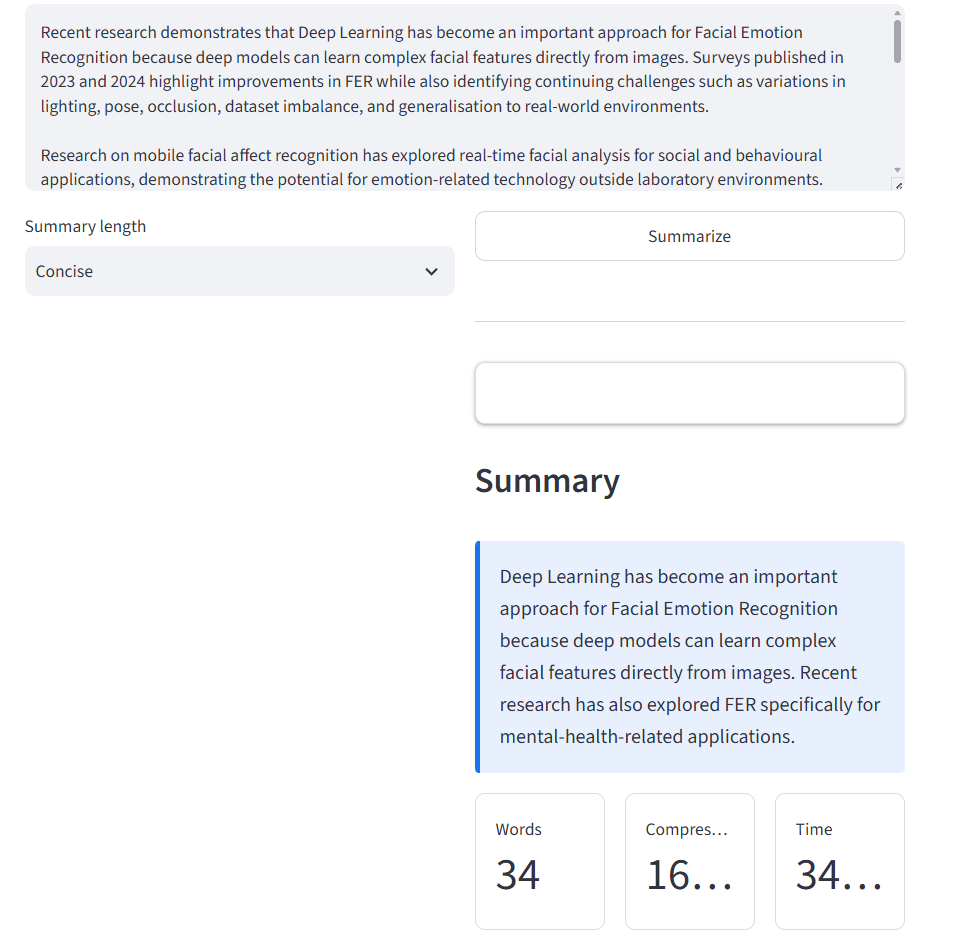 Recent research demonstrates that Deep Learning has become an important approach for Facial Emotion
Recognition because deep models can learn complex facial features directly from images. Surveys published in
2023 and 2024 highlight improvements in FER while also identifying continuing challenges such as variations in
lighting, pose, occlusion, dataset imbalance, and generalisation to real-world environments.
Research on mobile facial affect recognition has explored real-time facial analysis for social and behavioural
applications, demonstrating the potential for emotion-related technology outside laboratory environments.
Summary length
Concise
Summarize
Summary
Deep Learning has become an important
approach for Facial Emotion Recognition
because deep models can learn complex
facial features directly from images. Recent
research has also explored FER specifically for
mental-health-related applications.
Words
34
Compres…
16…
Time
34…